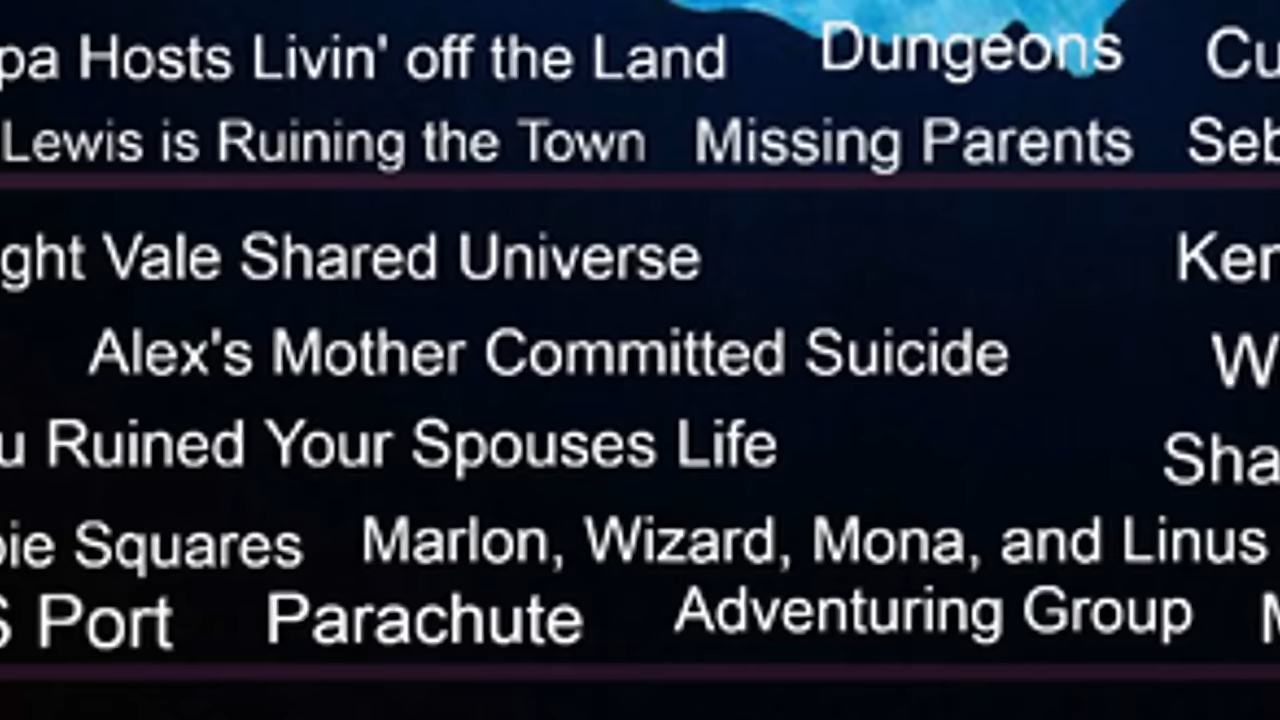 pa Hosts Livin' off the Land Dungeons Cu
Lewis is Ruining the Town Missing Parents Seb
ght Vale Shared Universe Ker
Alex's Mother Committed Suicide W
u Ruined Your Spouses Life Sha
ie Squares Marlon, Wizard, Mona, and Linus
S Port Parachute Adventuring Group M